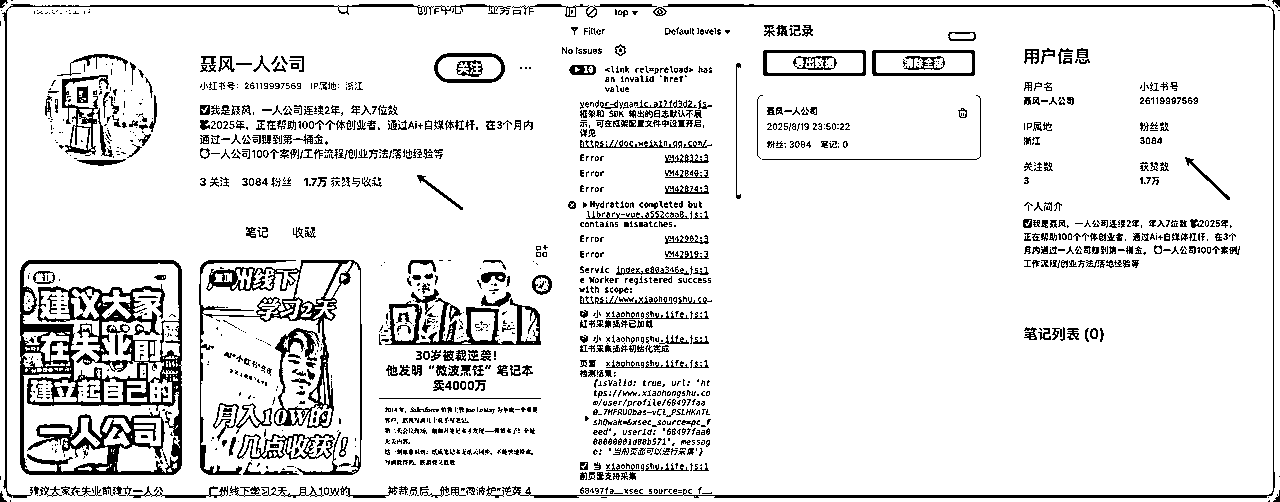 创作中心 业务合作
聂风一人公司
关注
小红书号：26119997569 IP属地：浙江
✅我是聂风，一人公司连续2年，年入7位数
2025年，正在帮助100个个体创业者，通过Ai+自媒体杠杆，在3个月内
通过一人公司赚到第一桶金。
一人公司100个案例/工作流程/创业方法/落地经验等
3 关注 3084 粉丝 1.7万 获赞与收藏
笔记 收藏
建议大家
在失业前
建立起自己的
一人公司
广州线下
学习2天
月入10W的
几点收获！
30岁被裁逆袭！
他发明“微波烹饪”笔记本
卖4000万
建议大家在失业前建立一人公
广州线下学习2天，月入10W的
被裁员后，他用“微波炉”逆袭 4
top
Filter
Default levels
No Issues
<link rel=preload> has
an invalid `href`
value
vendor-dynamic.a17fd3d2.js…
框架和 SDK 输出的日志默认不展
示，可在框架配置文件中设置开启，
详见
https://doc.weixin.qq.com/…
Error VM42832:3
Error VM42840:3
Error VM42874:3
Hydration completed but
library-vue.a552caa8.js:1
contains mismatches.
Error VM42902:3
Error VM42919:3
Servic index.e80a346e.js:1
e Worker registered success
with scope:
https://www.xiaohongshu.co…
小 xiaohongshu.iife.js:1
红书采集插件已加载
小 xiaohongshu.iife.js:1
红书采集插件初始化完成
页面 xiaohongshu.iife.js:1
检测结果：
{isValid: true, url: 'ht
tps://www.xiaohongshu.co
m/user/profile/68497faa
eed', userId: '68497faa0
00000001d00b571', messag
e: '当前页面可以进行采集'}
✅ 当 xiaohongshu.iife.js:1
前页面支持采集
68497fa…xsec_source=pc_f…
采集记录
导出数据 清除全部
聂风一人公司
2025/8/19 23:50:22
粉丝: 3084 笔记: 0
用户信息
用户名 小红书号
聂风一人公司 26119997569
IP属地 粉丝数
浙江 3084
关注数 获赞数
3 1.7万
个人简介
✅我是聂风，一人公司连续2年，年入7位数 2025年，
正在帮助100个个体创业者，通过Ai+自媒体杠杆，在3个
月内通过一人公司赚到第一桶金。 一人公司100个案例/
工作流程/创业方法/落地经验等
笔记列表 (0)